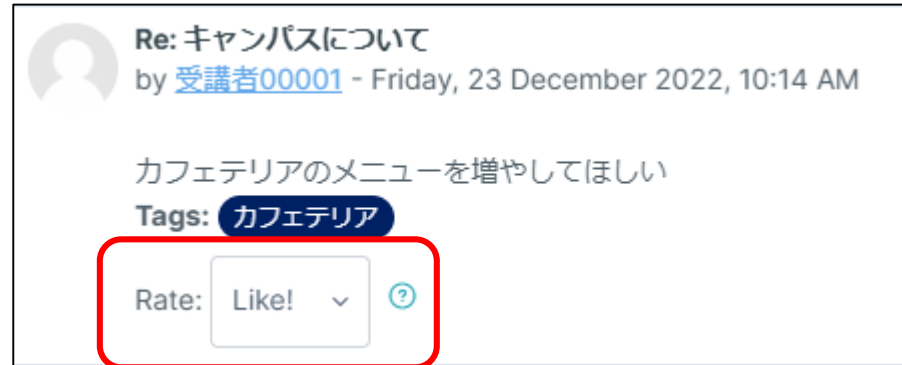 Re: キャンパスについて
by 受講者00001 - Friday, 23 December 2022, 10:14 AM
カフェテリアのメニューを増やしてほしい
Tags: カフェテリア
Rate: Like! ?